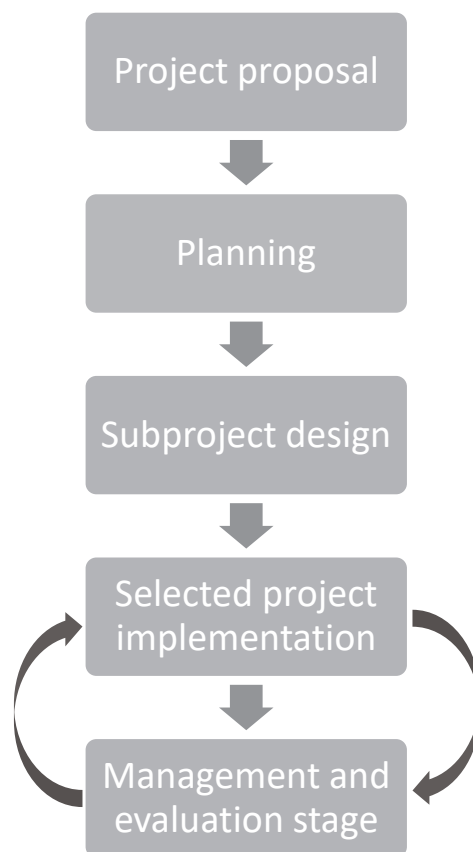 Project proposal
Planning
Subproject design
Selected project
implementation
Management and
evaluation stage